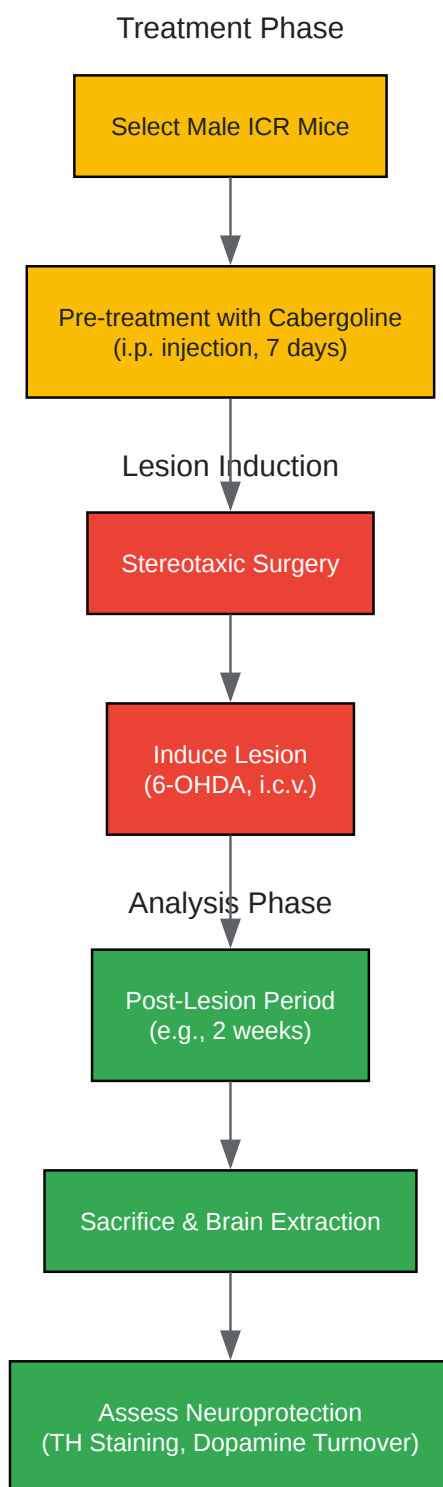 Treatment Phase
Select Male ICR Mice
Pre-treatment with Cabergoline
(i.p. injection, 7 days)
Lesion Induction
Stereotaxic Surgery
Induce Lesion
(6-OHDA, i.c.v.)
Analysis Phase
Post-Lesion Period
(e.g., 2 weeks)
Sacrifice & Brain Extraction
Assess Neuroprotection
(TH Staining, Dopamine Turnover)